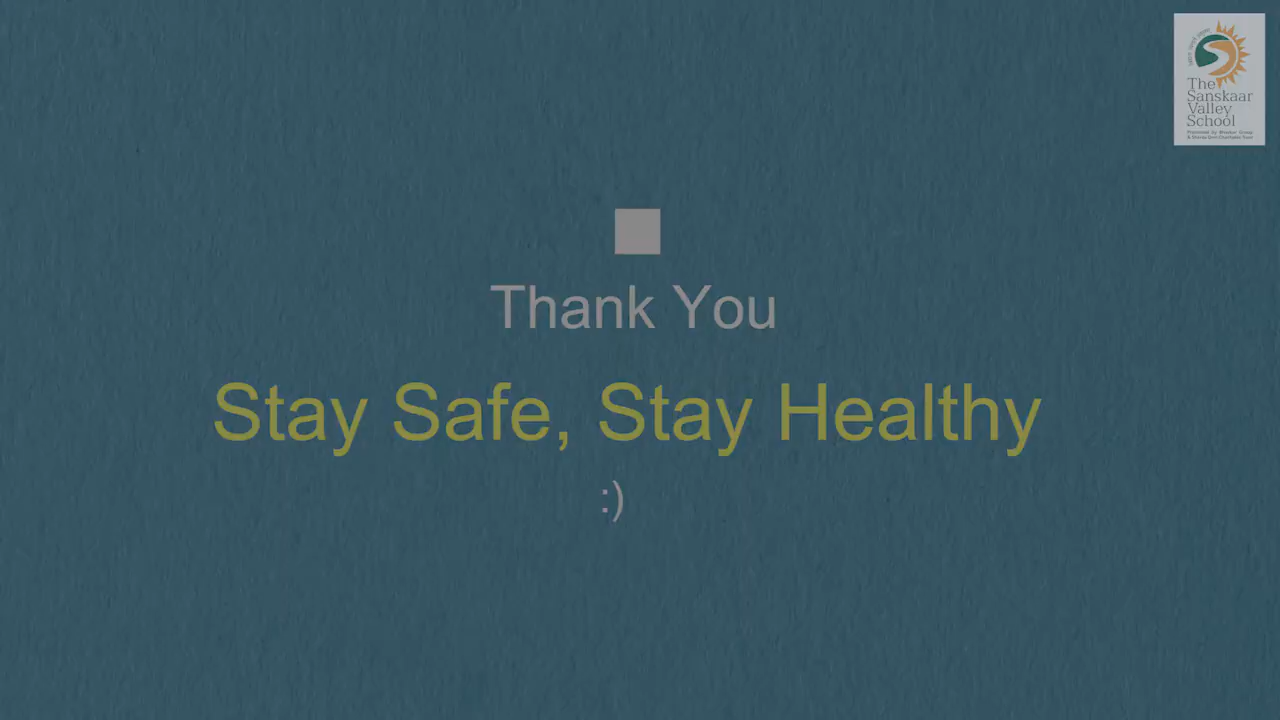 The
Sanskaar
Valley
School
Thank You
Stay Safe, Stay Healthy
:)